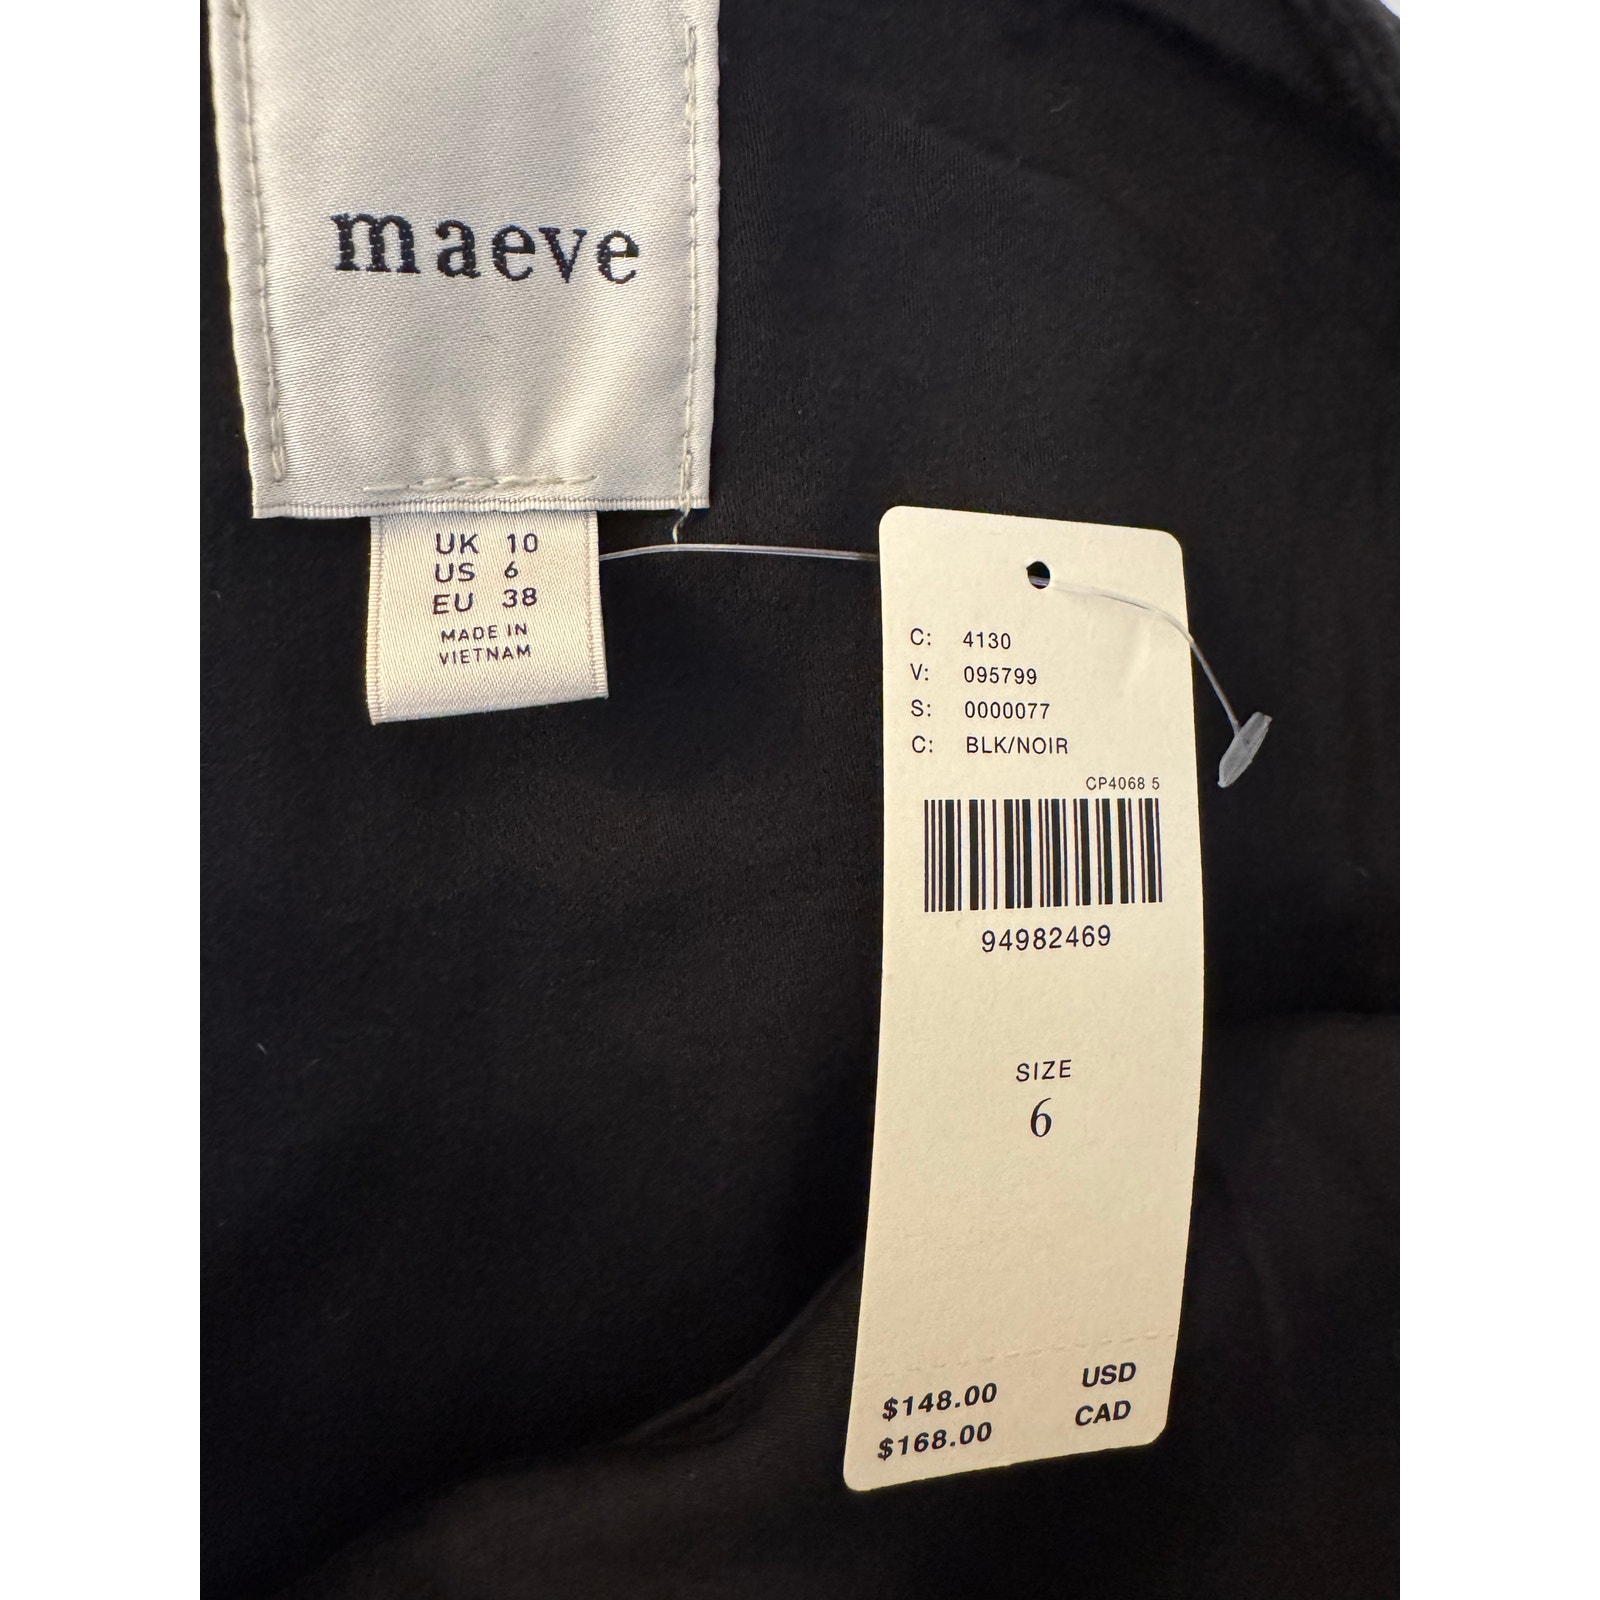 maeve
UK 10
US 6
EU 38
MADE IN
VIETNAM
C: 4130
V: 095799
S: 0000077
C: BLK/NOIR
CP4068 5
94982469
SIZE
6
$148.00 USD
$168.00 CAD